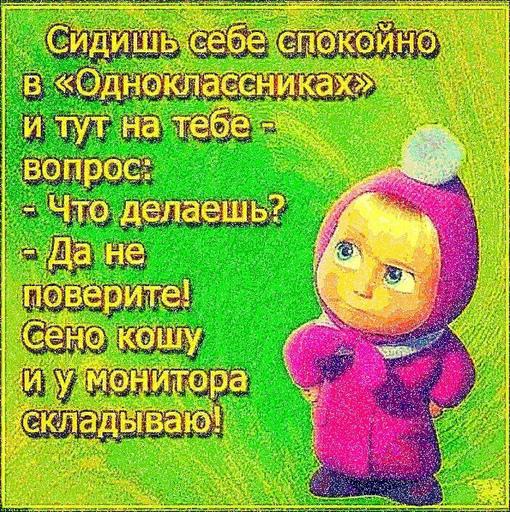 Сидишь себе спокойно
в «Одноклассниках»
и тут на тебе -
вопрос:
- Что делаешь?
- Да не
поверите!
Сено кошу
и у монитора
складываю!